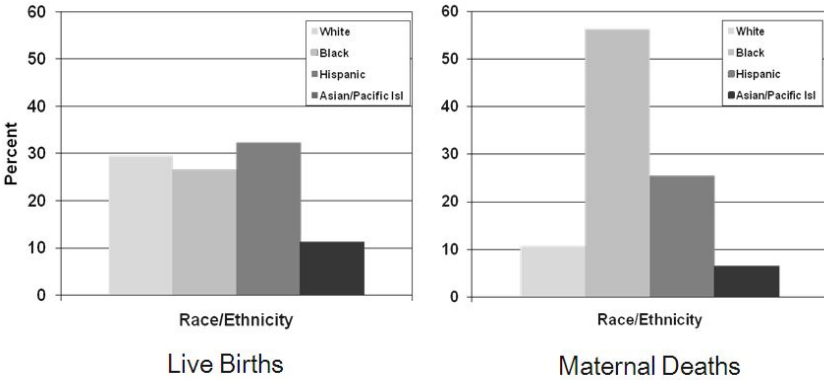 60
50
40
30
20
10
0
Percent
White
Black
Hispanic
Asian/Pacific Isl
Race/Ethnicity
Live Births
60
50
40
30
20
10
0
White
Black
Hispanic
Asian/Pacific Isl
Race/Ethnicity
Maternal Deaths